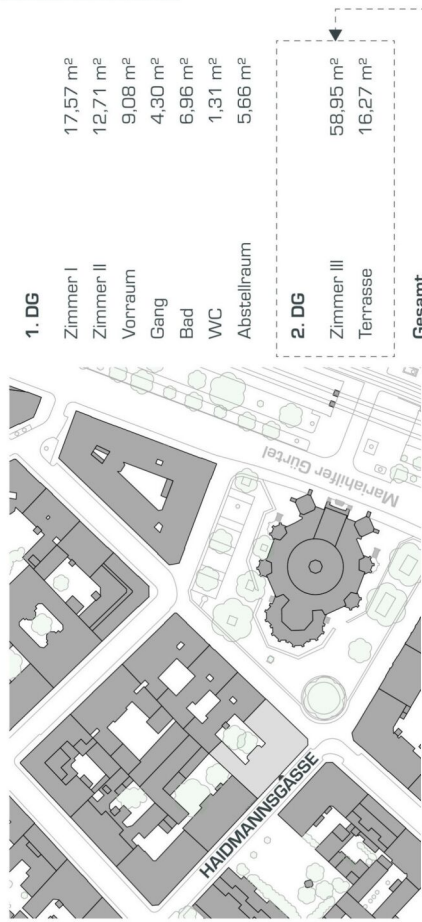 HAIDMANNSGASSE
Mariahilfer Gürtel
1. DG
Zimmer I 17,57 m²
Zimmer II 12,71 m²
Vorraum 9,08 m²
Gang 4,30 m²
Bad 6,96 m²
WC 1,31 m²
Abstellraum 5,66 m²
2. DG
Zimmer III 58,95 m²
Terrasse 16,27 m²
Gesamt